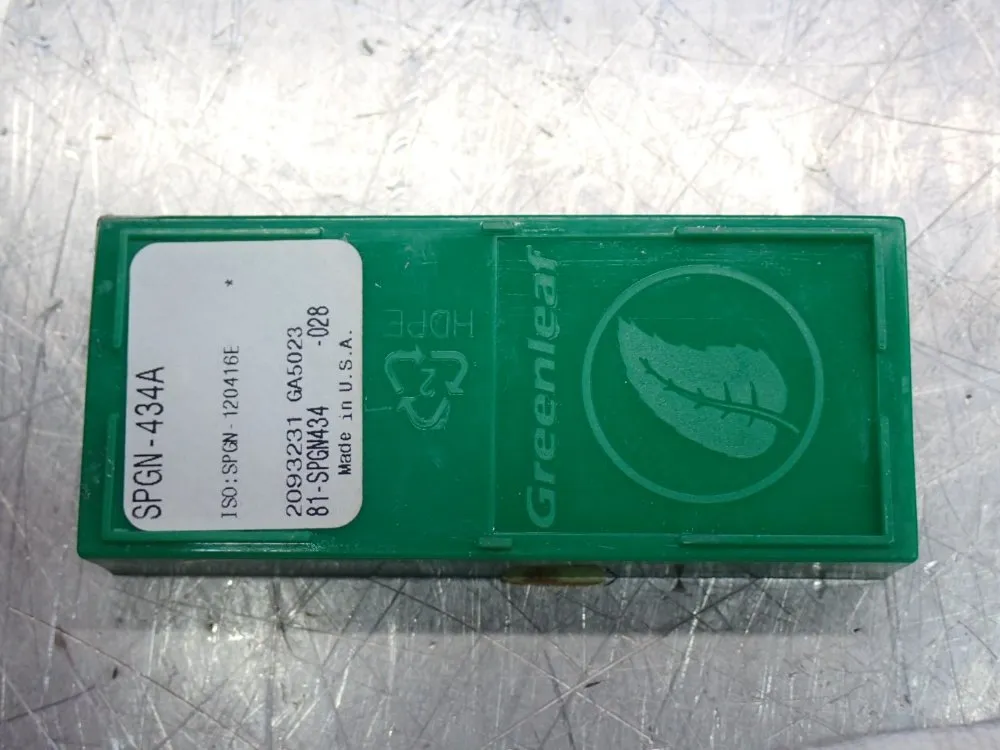 SPGN-434A
ISO:SPGN-120416E *
2093231 GA5023
81-SPGN434 -028
Made in U.S.A.
HDPE
2
Greenleaf